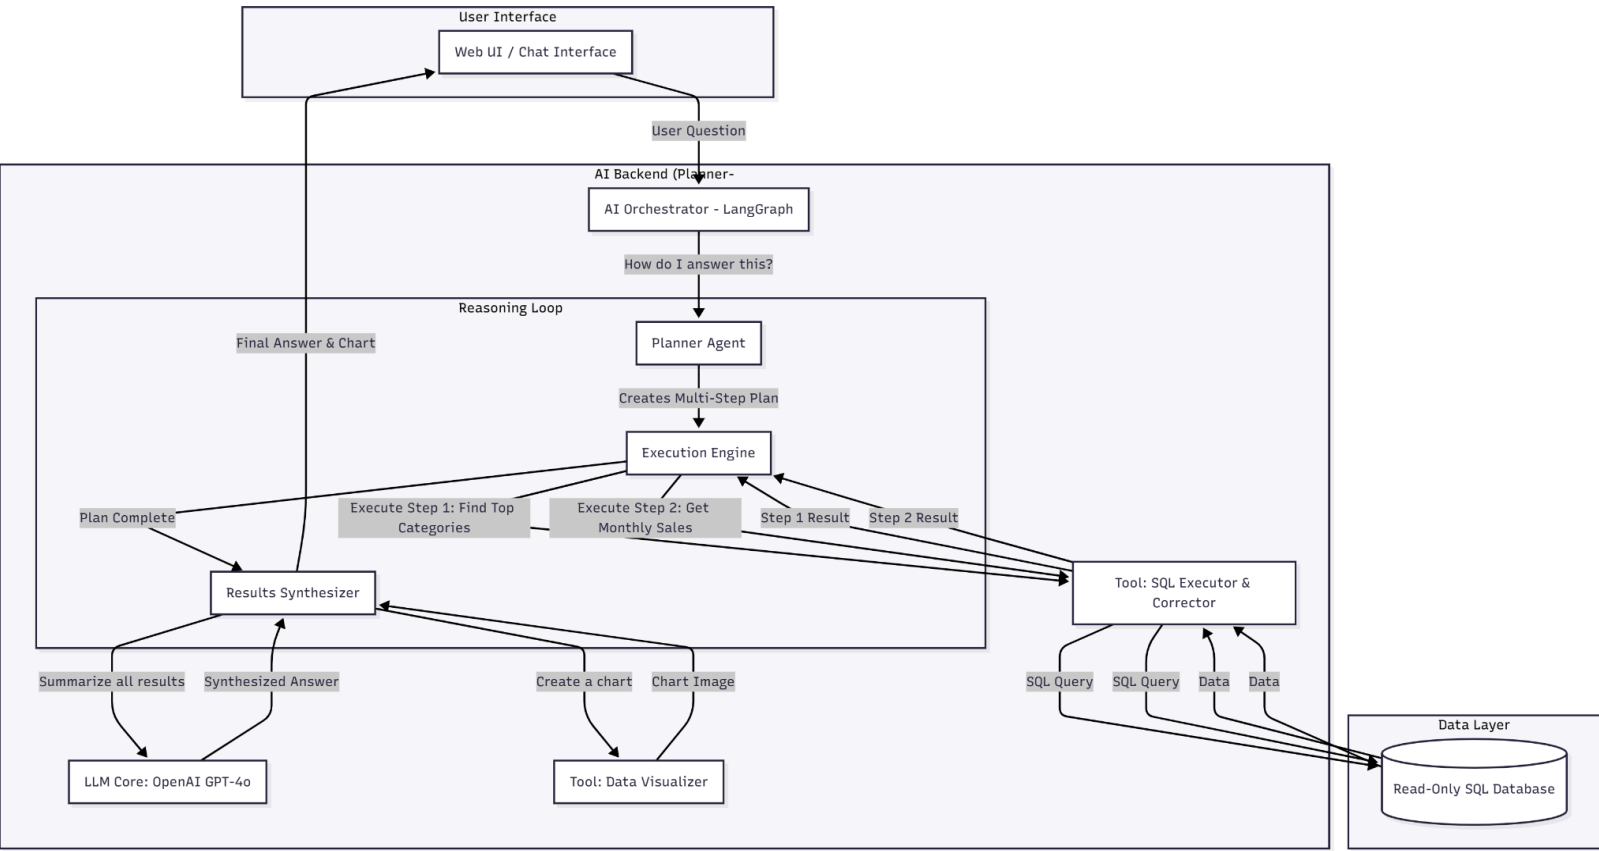 User Interface
Web UI / Chat Interface
User Question
AI Backend (Planner-
AI Orchestrator - LangGraph
How do I answer this?
Reasoning Loop
Final Answer & Chart
Planner Agent
Creates Multi-Step Plan
Execution Engine
Plan Complete
Execute Step 1: Find Top
Categories
Execute Step 2: Get
Monthly Sales
Step 1 Result
Step 2 Result
Results Synthesizer
Tool: SQL Executor &
Corrector
Summarize all results
Synthesized Answer
Create a chart
Chart Image
SQL Query
SQL Query
Data
Data
Data Layer
LLM Core: OpenAI GPT-4o
Tool: Data Visualizer
Read-Only SQL Database